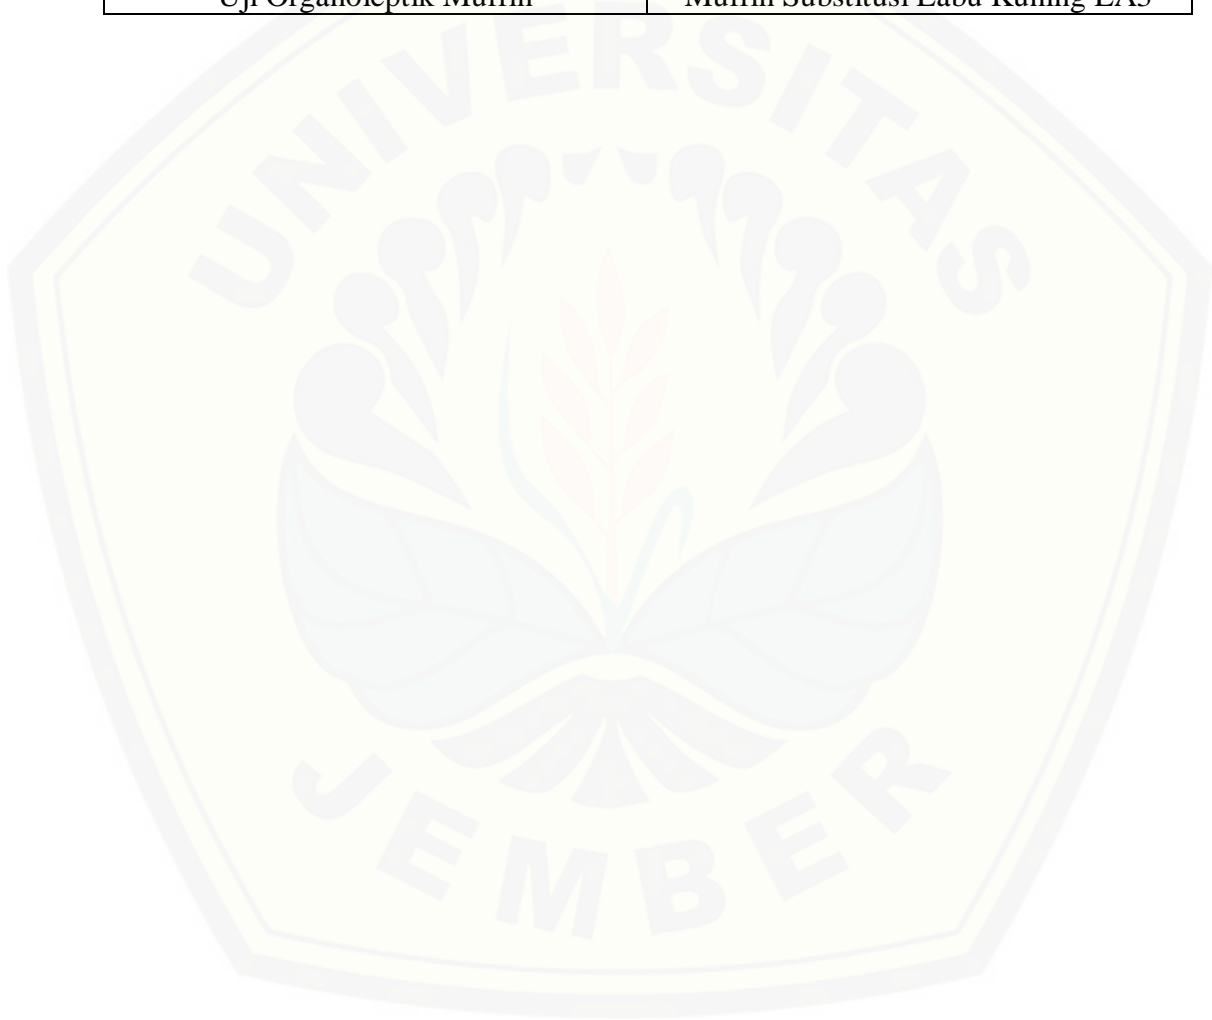 Uji Organoleptik Muffin
Muffin Substitusi Labu Kuning LA3
UNIVERSITAS
JEMBER